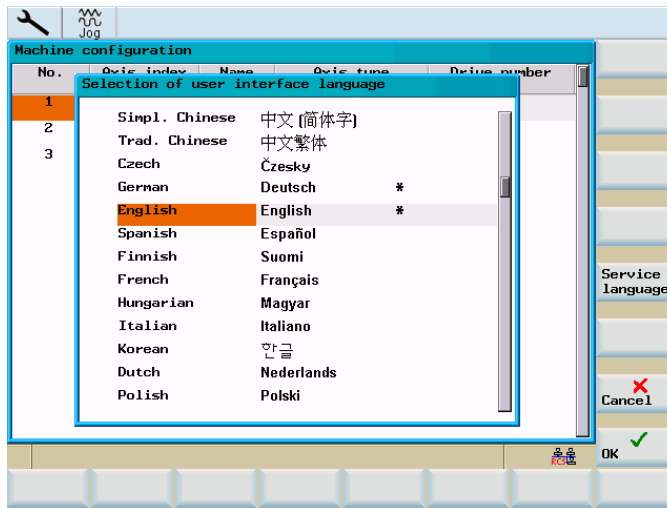 Jog
Machine configuration
No. Axis index Name Axis type Drive number
Selection of user interface language
1
2
3
Simpl. Chinese 中文 (简体字)
Trad. Chinese 中文繁体
Czech Čzesky
German Deutsch *
English English *
Spanish Español
Finnish Suomi
French Français
Hungarian Magyar
Italian Italiano
Korean 한글
Dutch Nederlands
Polish Polski
Service
language
Cancel
OK
RCS